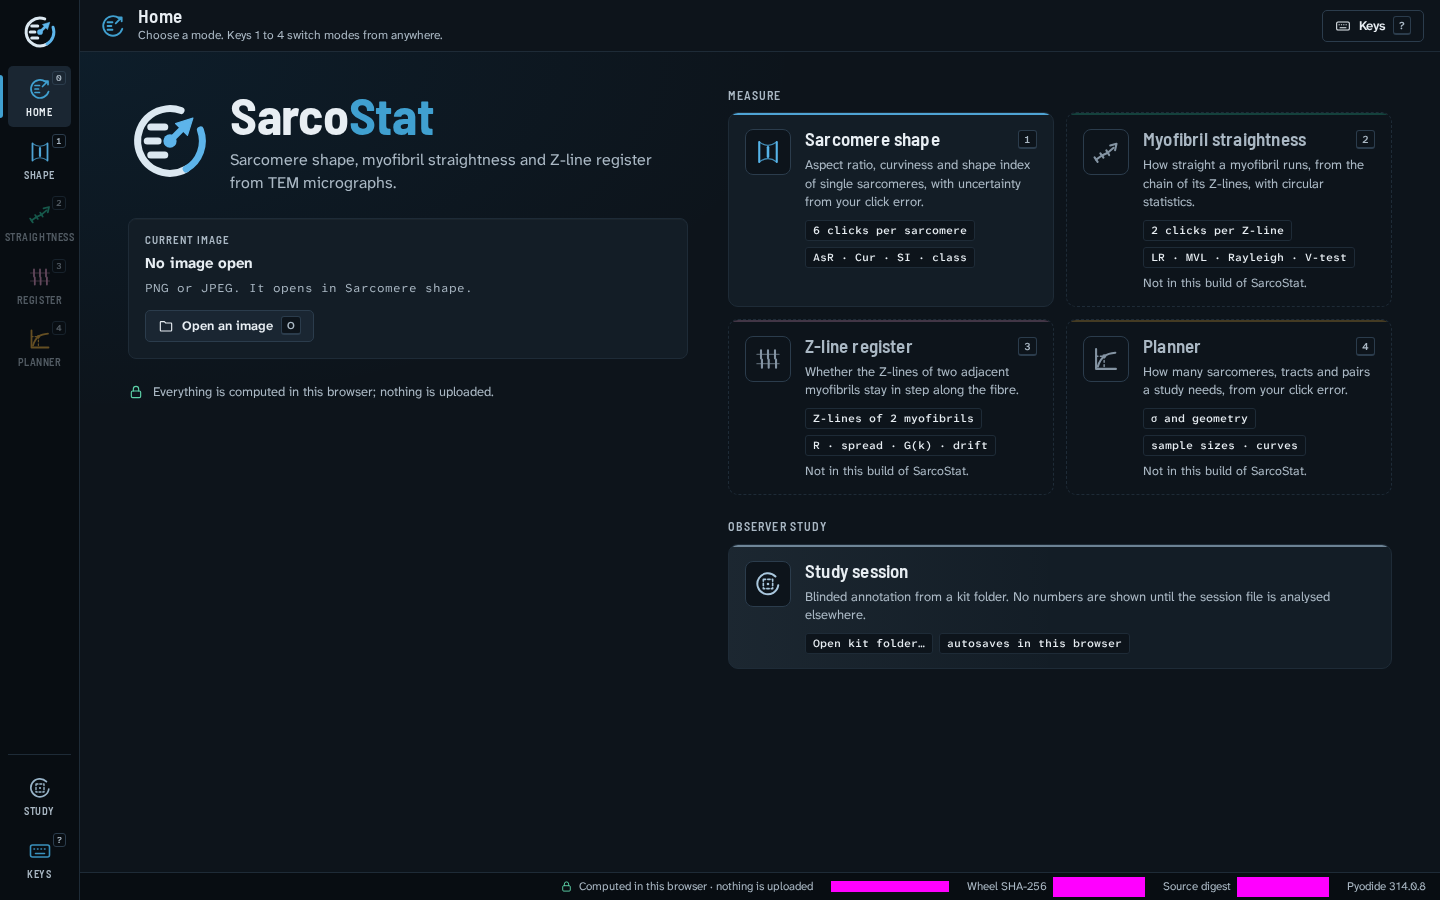 Home
Choose a mode. Keys 1 to 4 switch modes from anywhere.
Keys ?
0
HOME
1
SHAPE
2
STRAIGHTNESS
3
REGISTER
4
PLANNER
STUDY
?
KEYS
SarcoStat
Sarcomere shape, myofibril straightness and Z-line register
from TEM micrographs.
CURRENT IMAGE
No image open
PNG or JPEG. It opens in Sarcomere shape.
Open an image O
Everything is computed in this browser; nothing is uploaded.
MEASURE
Sarcomere shape 1
Aspect ratio, curviness and shape index
of single sarcomeres, with uncertainty
from your click error.
6 clicks per sarcomere
AsR · Cur · SI · class
Myofibril straightness 2
How straight a myofibril runs, from the
chain of its Z-lines, with circular
statistics.
2 clicks per Z-line
LR · MVL · Rayleigh · V-test
Not in this build of SarcoStat.
Z-line register 3
Whether the Z-lines of two adjacent
myofibrils stay in step along the fibre.
Z-lines of 2 myofibrils
R · spread · G(k) · drift
Not in this build of SarcoStat.
Planner 4
How many sarcomeres, tracts and pairs
a study needs, from your click error.
σ and geometry
sample sizes · curves
Not in this build of SarcoStat.
OBSERVER STUDY
Study session
Blinded annotation from a kit folder. No numbers are shown until the session file is analysed
elsewhere.
Open kit folder…
autosaves in this browser
Computed in this browser · nothing is uploaded Wheel SHA-256 Source digest Pyodide 314.0.8